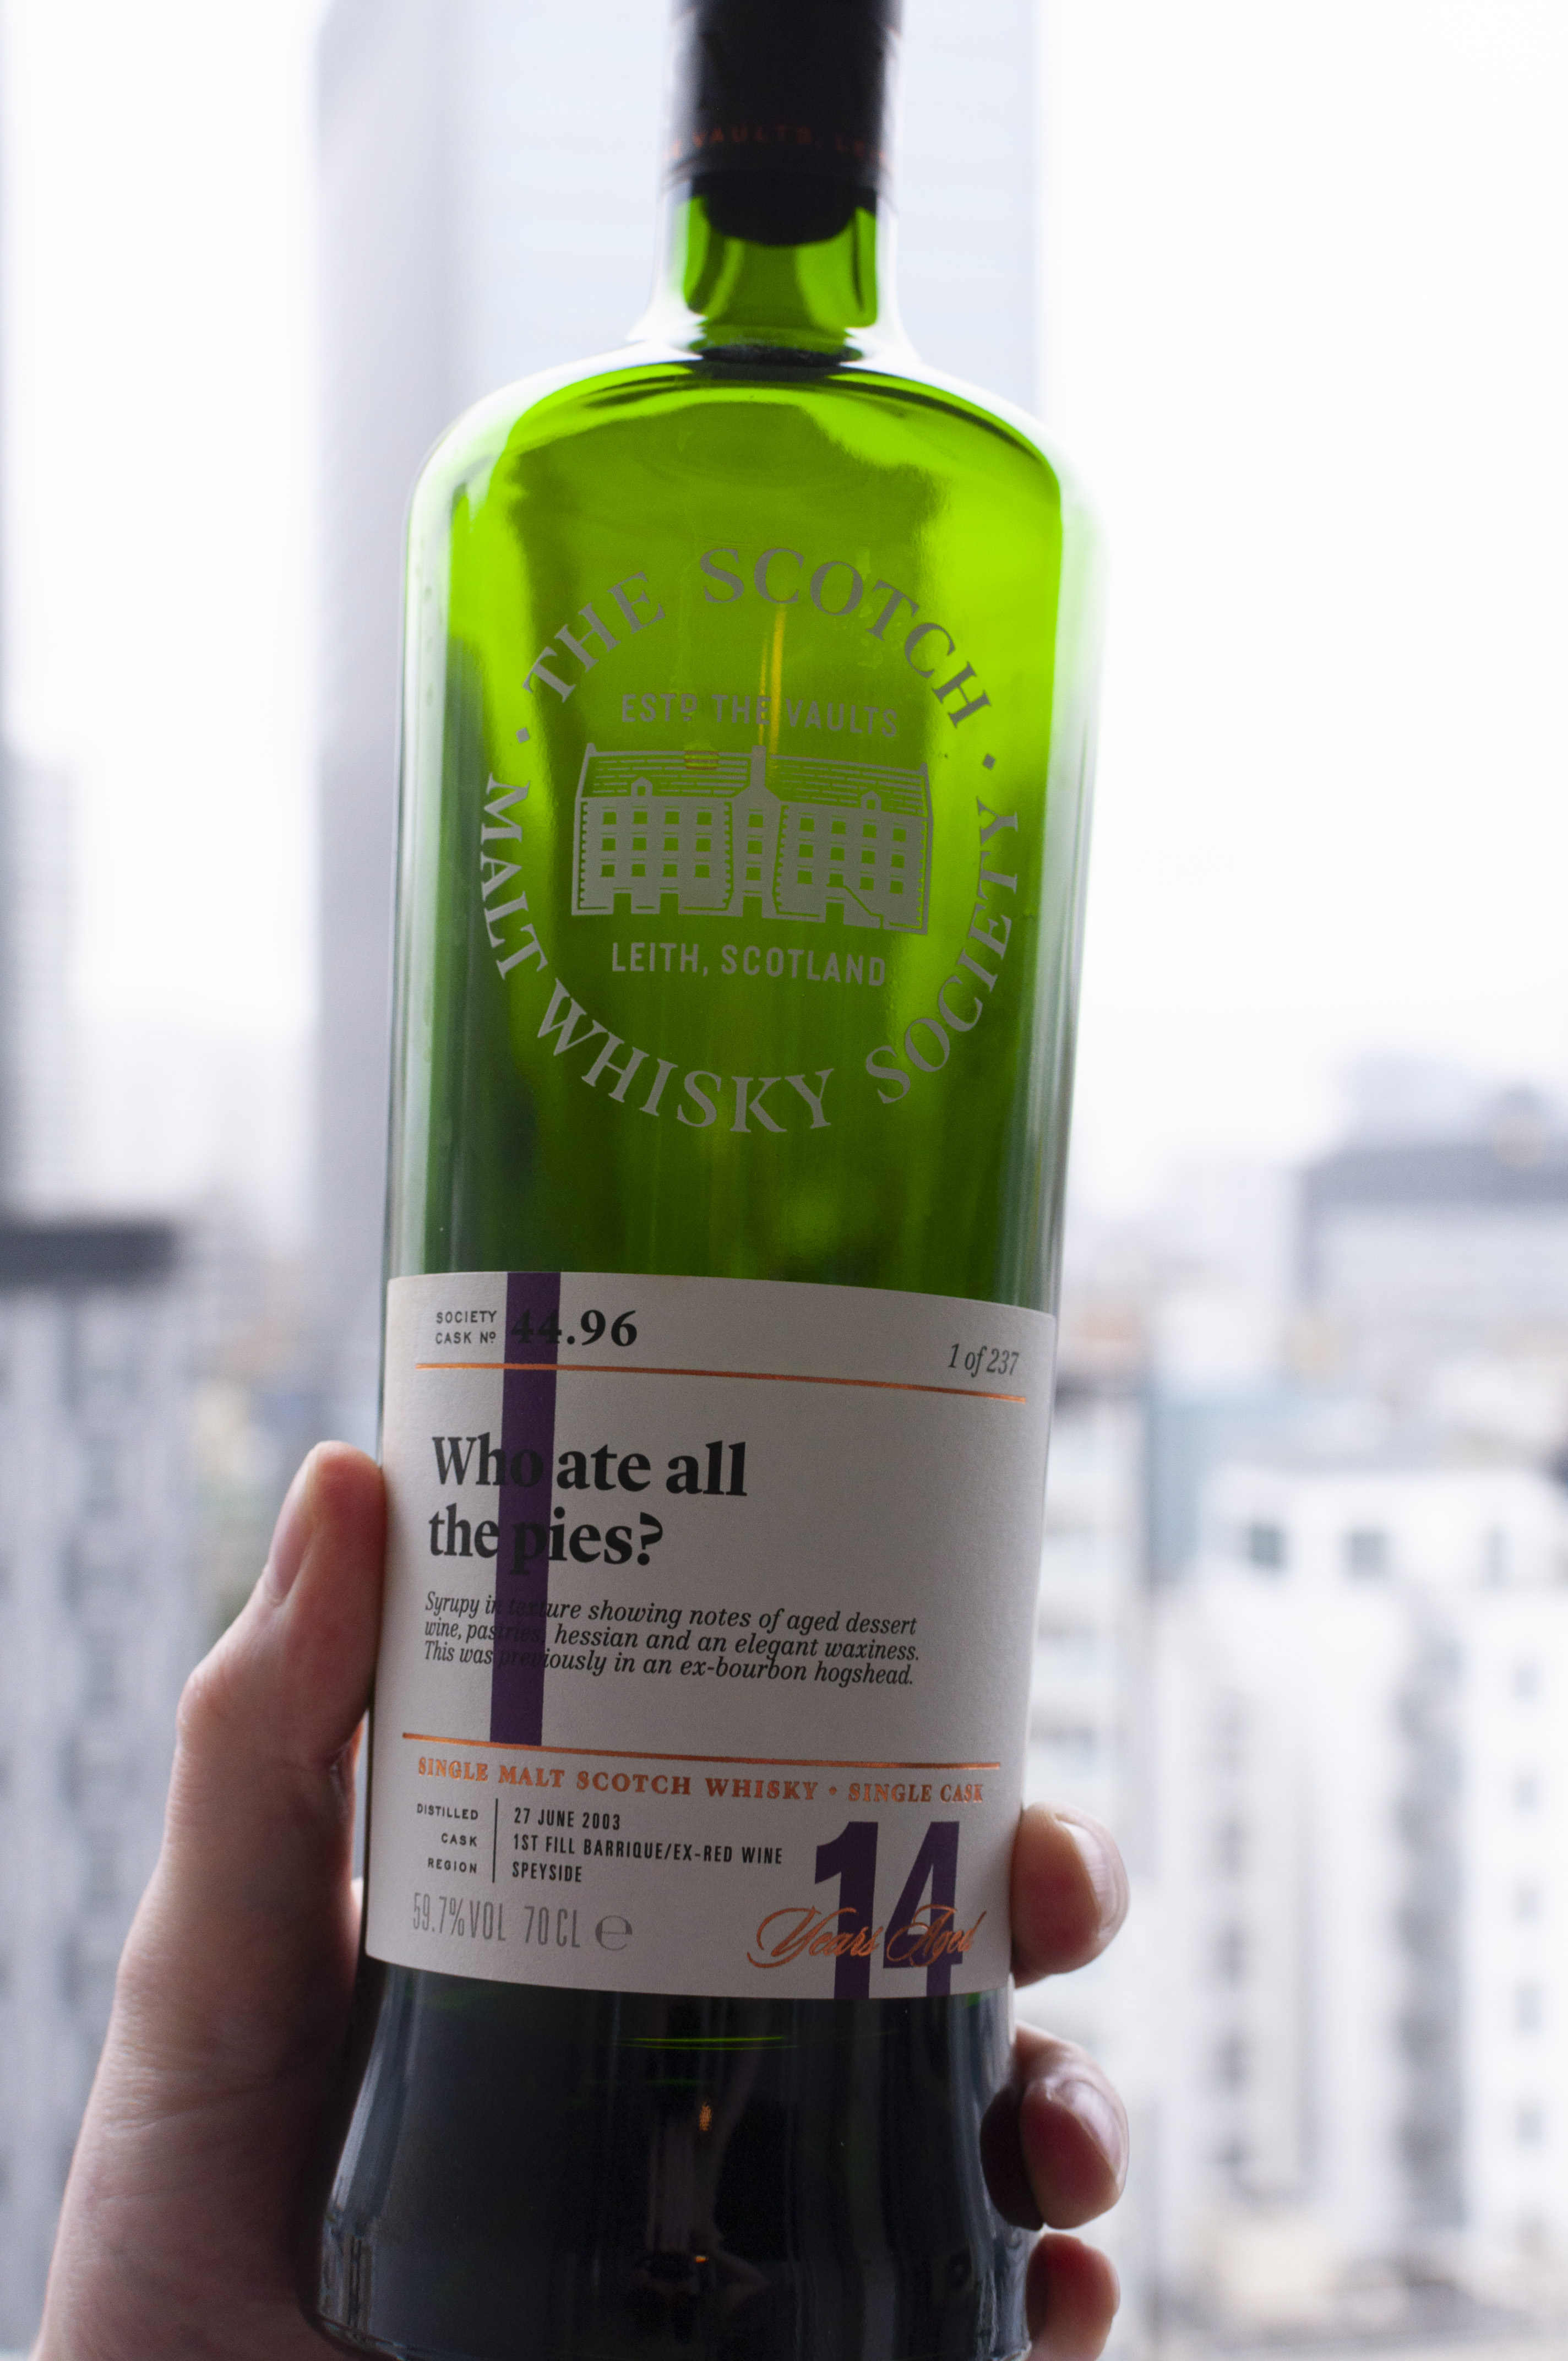 VAULTS, LE
· THE SCOTCH ·
ESTD THE VAULTS
LEITH, SCOTLAND
MALT WHISKY SOCIETY
SOCIETY
CASK Nº 44.96
1 of 237
Who ate all
the pies?
Syrupy in texture showing notes of aged dessert
wine, pastries, hessian and an elegant waxiness.
This was previously in an ex-bourbon hogshead.
SINGLE MALT SCOTCH WHISKY • SINGLE CASK
DISTILLED 27 JUNE 2003
CASK 1ST FILL BARRIQUE/EX-RED WINE
REGION SPEYSIDE
59.7%VOL 70CL ℮
14
Years Aged